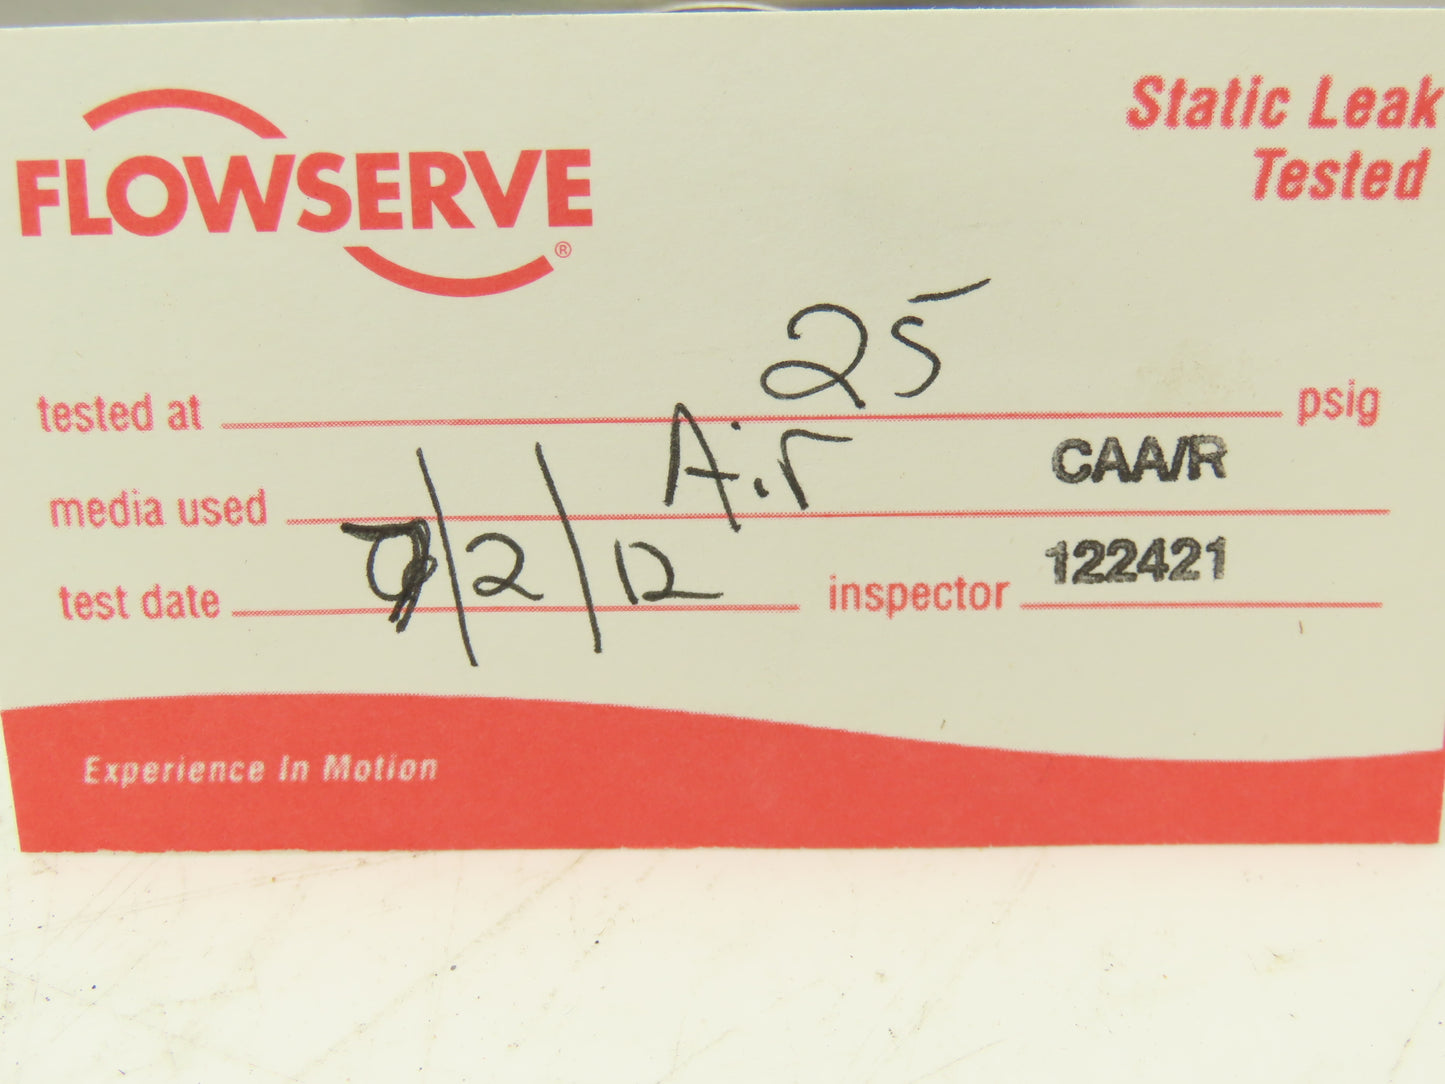 FLOWSERVE®
Static Leak
Tested
tested at 25 psig
media used Air CAA/R
test date /2/12 inspector 122421
Experience In Motion